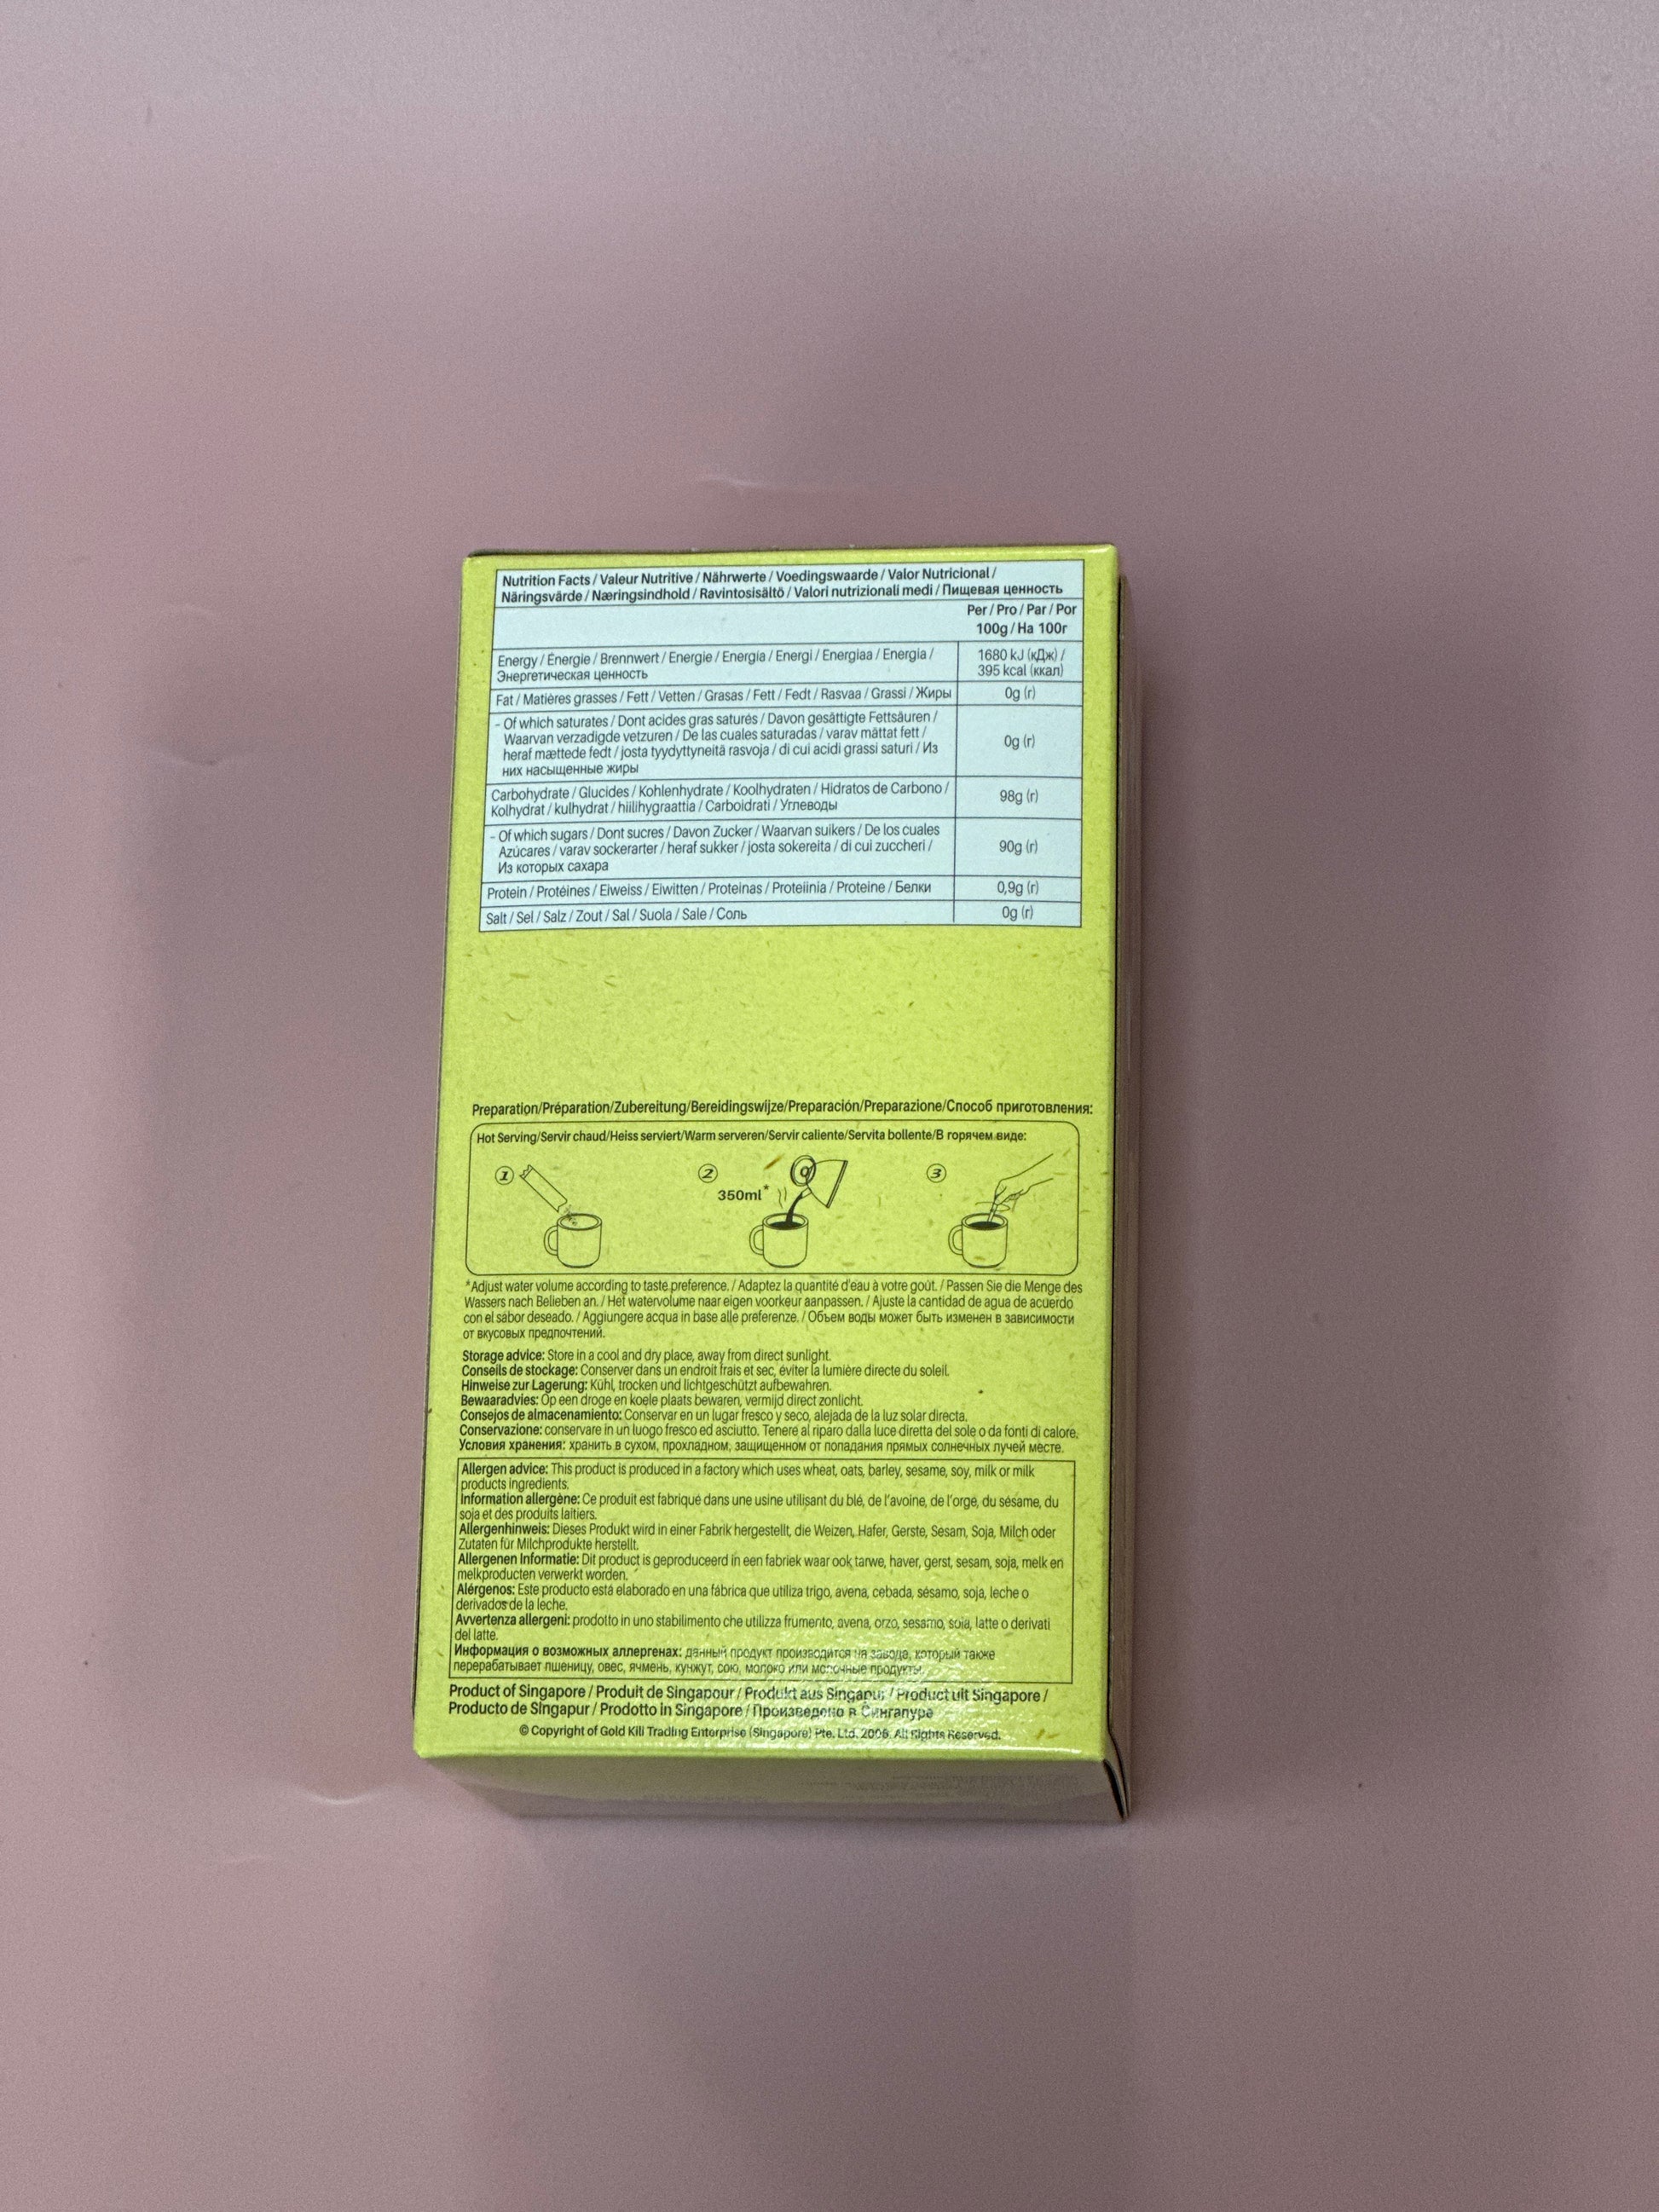 Nutrition Facts / Valeur Nutritive / Nährwerte / Voedingswaarde / Valor Nutricional /
Näringsvärde / Næringsindhold / Ravintosisältö / Valori nutrizionali medi / Пищевая ценность
Per / Pro / Par / Por
100g / На 100г
Energy / Énergie / Brennwert / Energie / Energía / Energi / Energiaa / Energia /
Энергетическая ценность
1680 kJ (кДж) /
395 kcal (ккал)
Fat / Matières grasses / Fett / Vetten / Grasas / Fett / Fedt / Rasvaa / Grassi / Жиры
0g (г)
- Of which saturates / Dont acides gras saturés / Davon gesättigte Fettsäuren /
Waarvan verzadigde vetzuren / De las cuales saturadas / varav mättat fett /
heraf mættede fedt / josta tyydyttyneitä rasvoja / di cui acidi grassi saturi / Из
них насыщенные жиры
0g (г)
Carbohydrate / Glucides / Kohlenhydrate / Koolhydraten / Hidratos de Carbono /
Kolhydrat / kulhydrat / hiilihygraattia / Carboidrati / Углеводы
98g (г)
- Of which sugars / Dont sucres / Davon Zucker / Waarvan suikers / De los cuales
Azúcares / varav sockerarter / heraf sukker / josta sokereita / di cui zuccheri /
Из которых сахара
90g (г)
Protein / Protéines / Eiweiss / Eiwitten / Proteinas / Proteiinia / Proteine / Белки
0,9g (г)
Salt / Sel / Salz / Zout / Sal / Suola / Sale / Соль
0g (г)
Preparation/Préparation/Zubereitung/Bereidingswijze/Preparación/Preparazione/Способ приготовления:
Hot Serving/Servir chaud/Heiss serviert/Warm serveren/Servir caliente/Servita bollente/В горячем виде:
1 2 3
350ml*
*Adjust water volume according to taste preference. / Adaptez la quantité d'eau à votre goût. / Passen Sie die Menge des
Wassers nach Belieben an. / Het watervolume naar eigen voorkeur aanpassen. / Ajuste la cantidad de agua de acuerdo
con el sabor deseado. / Aggiungere acqua in base alle preferenze. / Объем воды может быть изменен в зависимости
от вкусовых предпочтений.
Storage advice: Store in a cool and dry place, away from direct sunlight.
Conseils de stockage: Conserver dans un endroit frais et sec, éviter la lumière directe du soleil.
Hinweise zur Lagerung: Kühl, trocken und lichtgeschützt aufbewahren.
Bewaaradvies: Op een droge en koele plaats bewaren, vermijd direct zonlicht.
Consejos de almacenamiento: Conservar en un lugar fresco y seco, alejada de la luz solar directa.
Conservazione: conservare in un luogo fresco ed asciutto. Tenere al riparo dalla luce diretta del sole o da fonti di calore.
Условия хранения: хранить в сухом, прохладном, защищенном от попадания прямых солнечных лучей месте.
Allergen advice: This product is produced in a factory which uses wheat, oats, barley, sesame, soy, milk or milk
products ingredients.
Information allergène: Ce produit est fabriqué dans une usine utilisant du blé, de l'avoine, de l'orge, du sésame, du
soja et des produits laitiers.
Allergenhinweis: Dieses Produkt wird in einer Fabrik hergestellt, die Weizen, Hafer, Gerste, Sesam, Soja, Milch oder
Zutaten für Milchprodukte herstellt.
Allergenen Informatie: Dit product is geproduceerd in een fabriek waar ook tarwe, haver, gerst, sesam, soja, melk en
melkproducten verwerkt worden.
Alérgenos: Este producto está elaborado en una fábrica que utiliza trigo, avena, cebada, sésamo, soja, leche o
derivados de la leche.
Avvertenza allergeni: prodotto in uno stabilimento che utilizza frumento, avena, orzo, sesamo, soia, latte o derivati
del latte.
Информация о возможных аллергенах: данный продукт производится на заводе, который также
перерабатывает пшеницу, овес, ячмень, кунжут, сою, молоко или молочные продукты.
Product of Singapore / Produit de Singapour / Produkt aus Singapur / Product uit Singapore /
Producto de Singapur / Prodotto in Singapore / Произведено в Сингапуре
© Copyright of Gold Kili Trading Enterprise (Singapore) Pte. Ltd. 2006. All Rights Reserved.